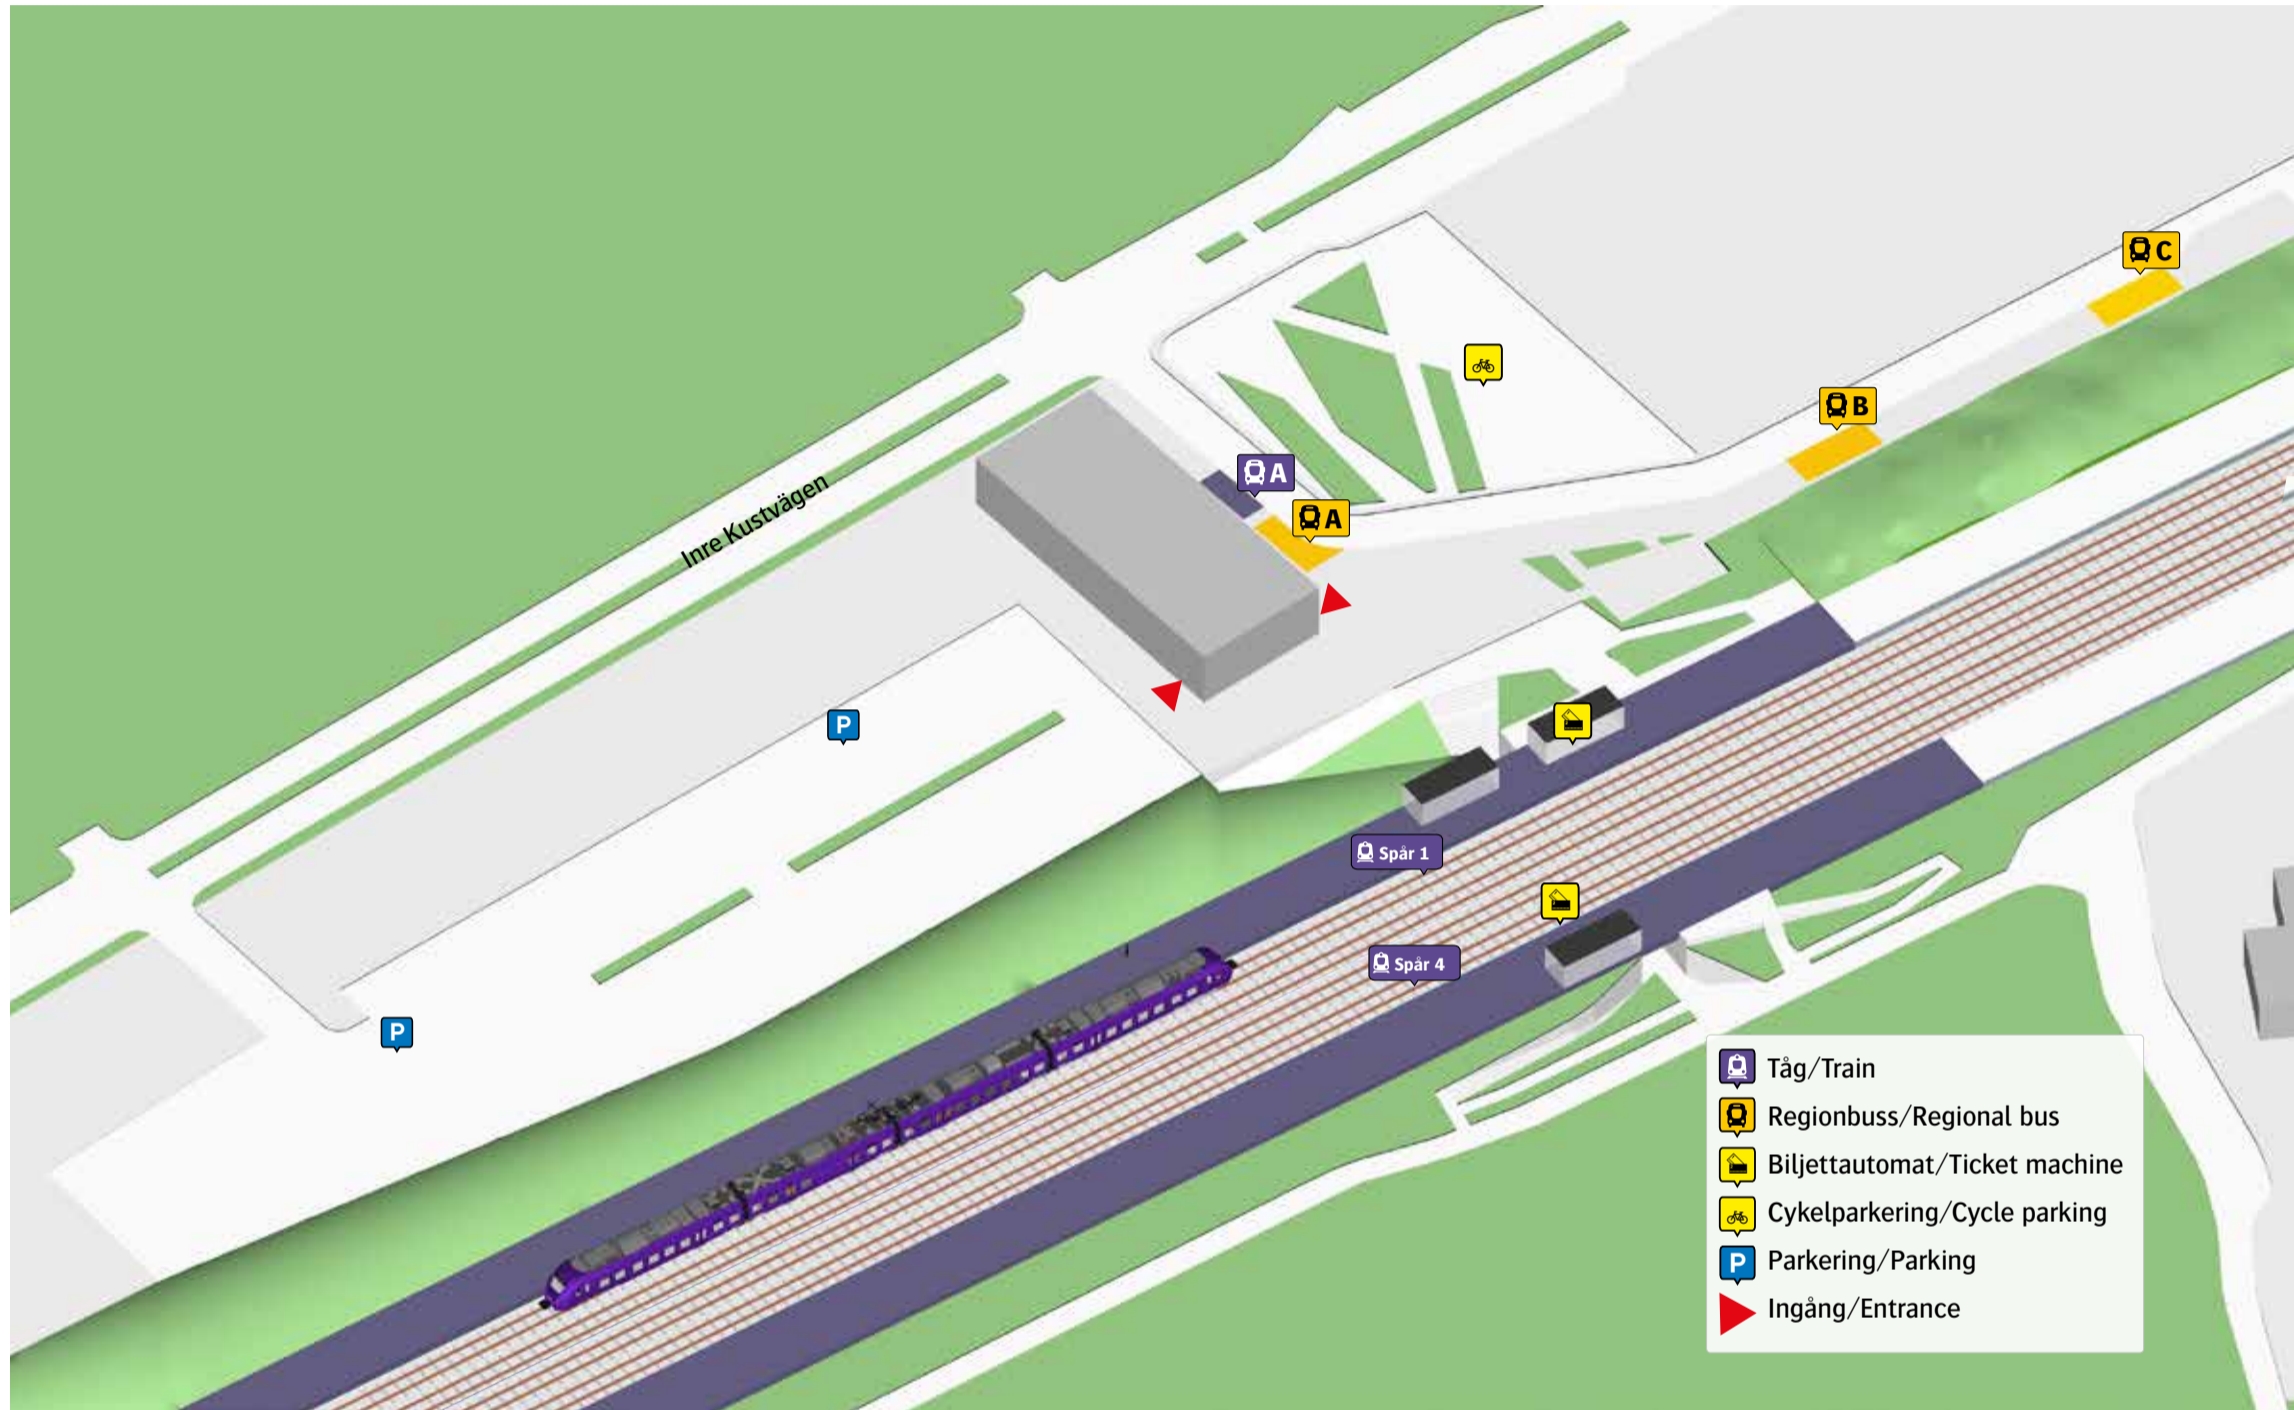 C
B
A
A
Inre Kustvägen
P
Spår 1
Spår 4
P
Tåg/Train
Regionbuss/Regional bus
Biljettautomat/Ticket machine
Cykelparkering/Cycle parking
P Parkering/Parking
Ingång/Entrance